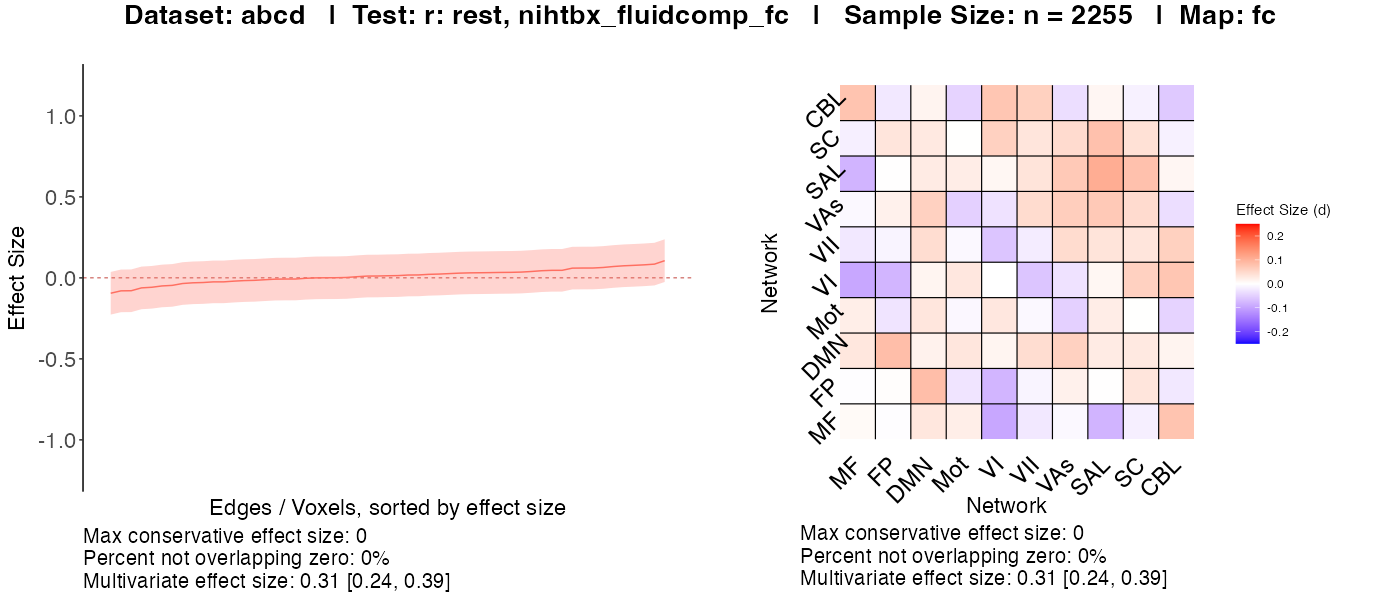 Dataset: abcd | Test: r: rest, nihtbx_fluidcomp_fc | Sample Size: n = 2255 | Map: fc
Effect Size
1.0
0.5
0.0
-0.5
-1.0
Edges / Voxels, sorted by effect size
Max conservative effect size: 0
Percent not overlapping zero: 0%
Multivariate effect size: 0.31 [0.24, 0.39]
Network
CBL
SC
SAL
VAs
VII
VI
Mot
DMN
FP
MF
MF
FP
DMN
Mot
VI
VII
VAs
SAL
SC
CBL
Network
Max conservative effect size: 0
Percent not overlapping zero: 0%
Multivariate effect size: 0.31 [0.24, 0.39]
Effect Size (d)
0.2
0.1
0.0
-0.1
-0.2